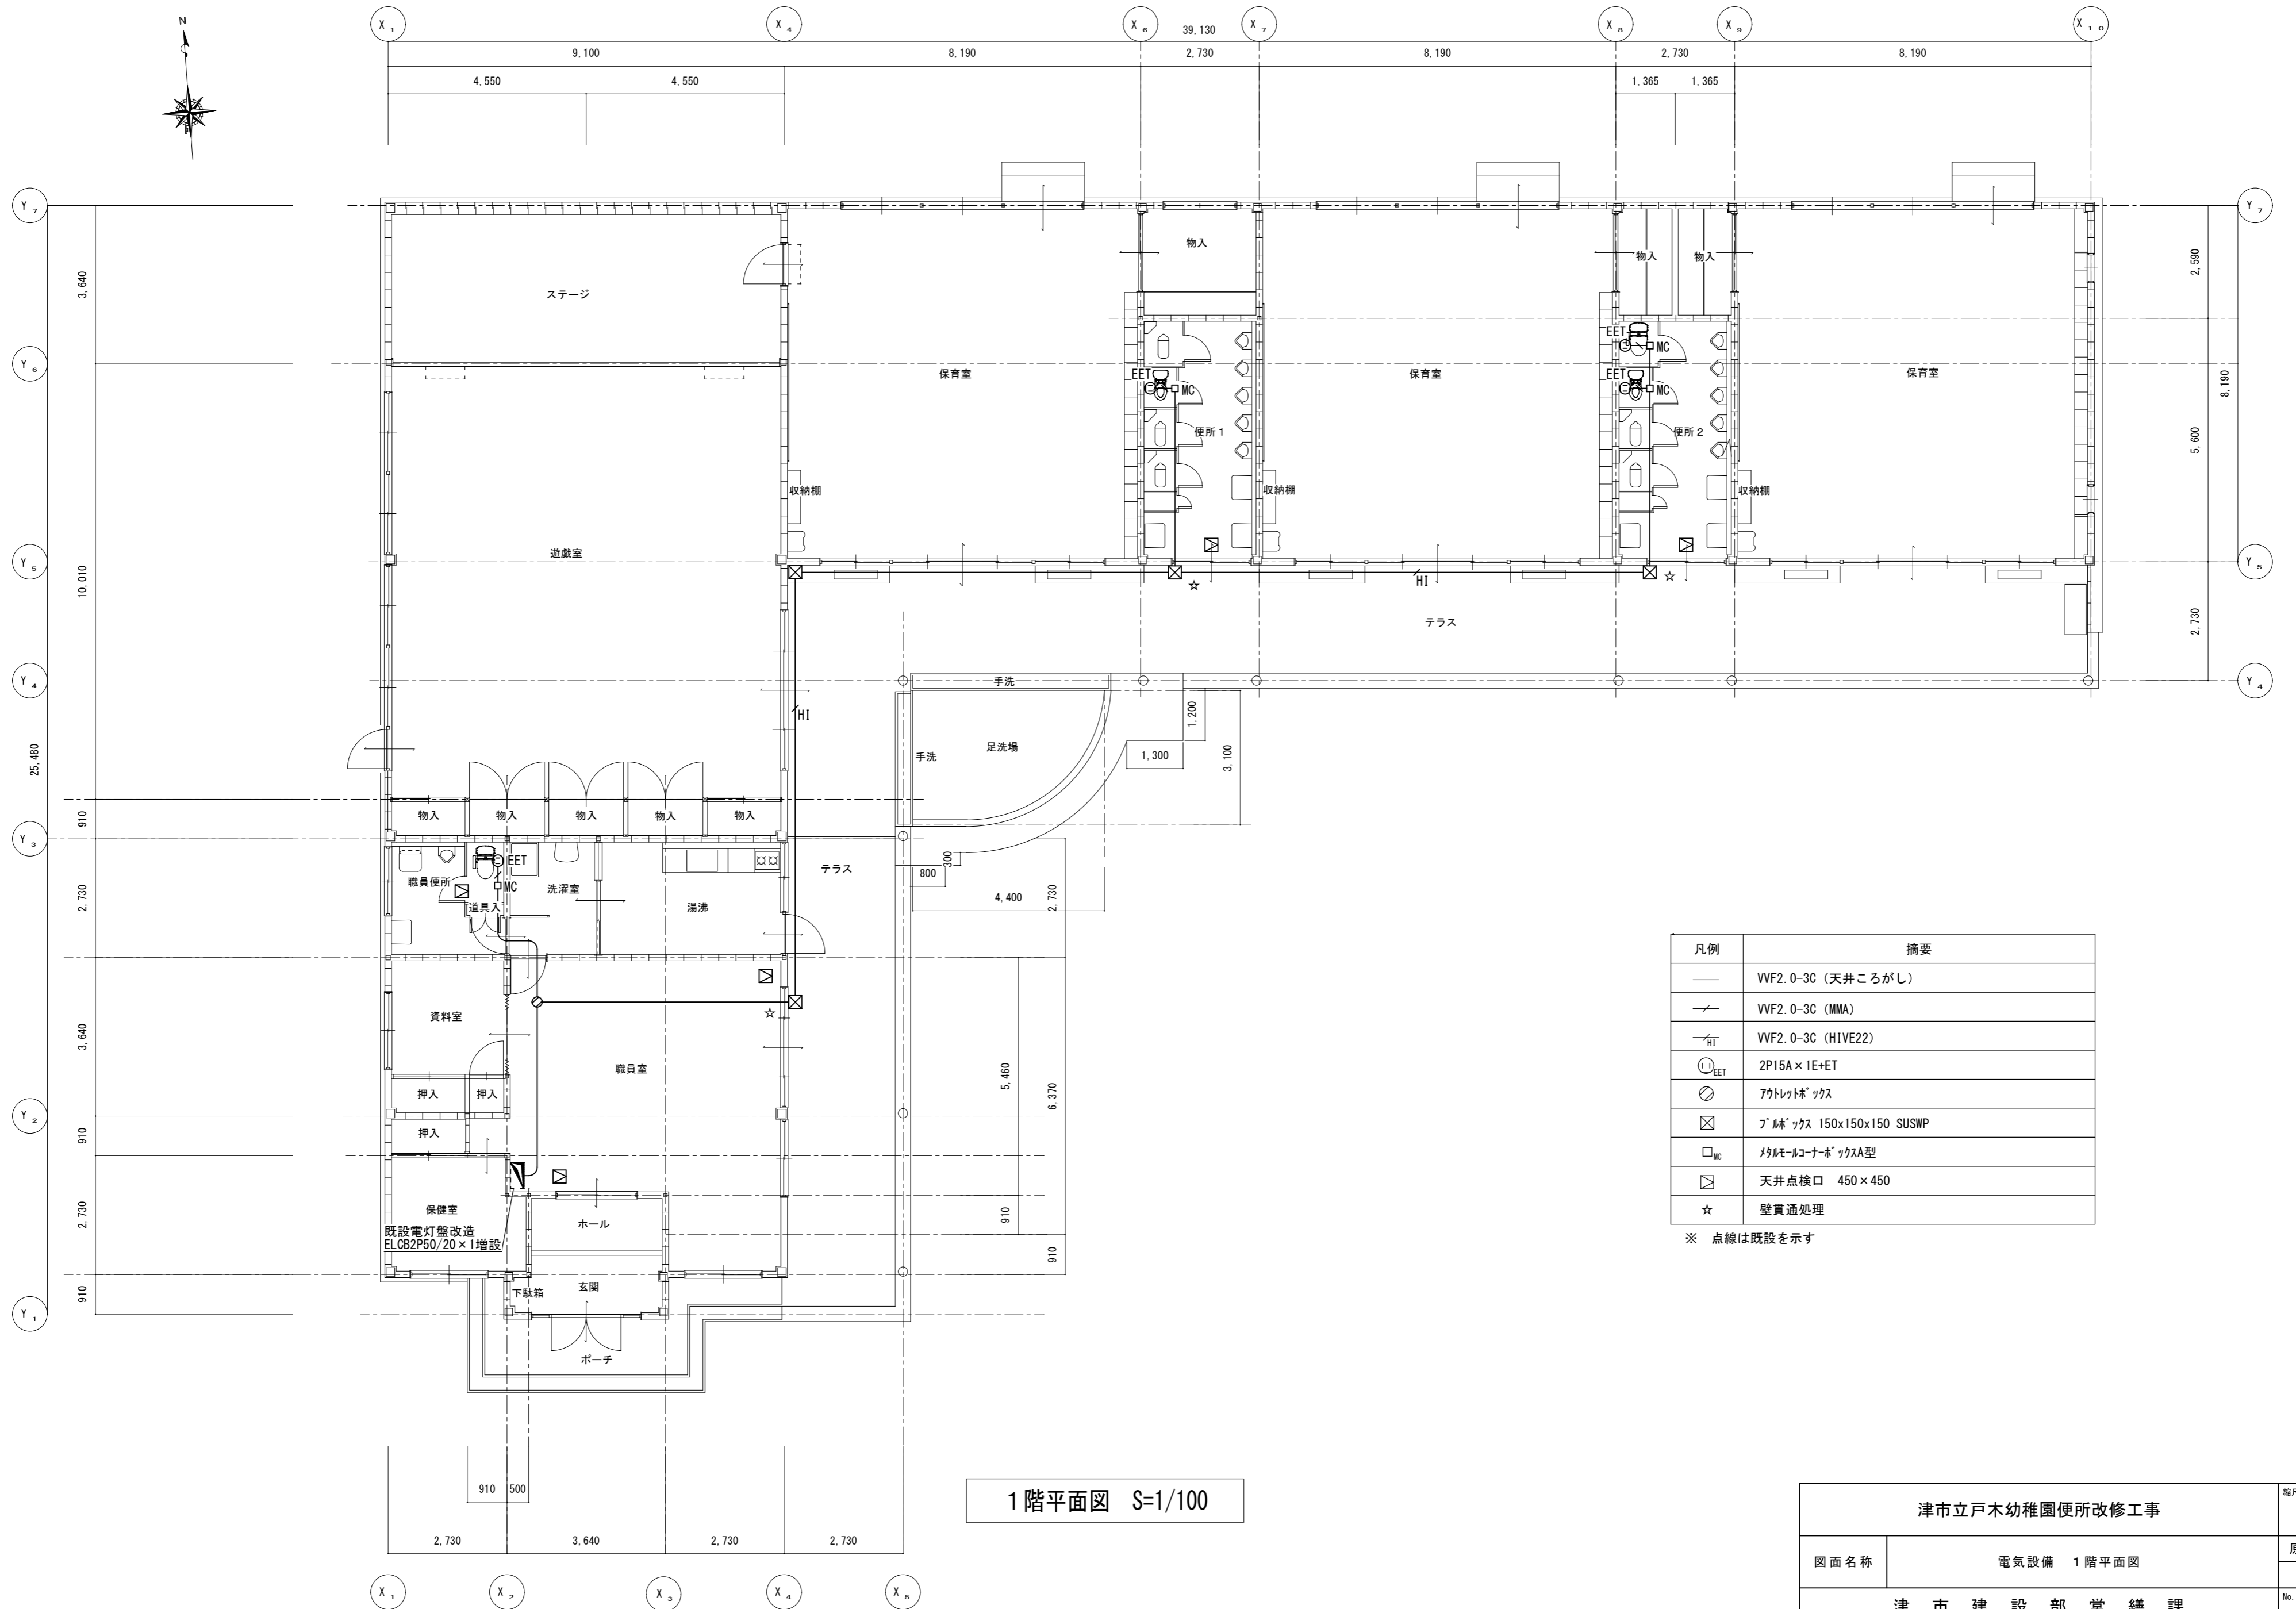 N
X1
X4
X6
X7
X8
X9
X10
39,130
9,100
8,190
2,730
8,190
2,730
8,190
4,550
4,550
1,365
1,365
Y7
Y6
Y5
Y4
Y3
Y2
Y1
3,640
10,010
25,480
910
2,730
3,640
910
2,730
910
Y7
Y5
Y4
2,590
5,600
8,190
2,730
ステージ
物入
物入
物入
保育室
保育室
保育室
EET
MC
EET
MC
EET
MC
便所1
便所2
収納棚
収納棚
収納棚
遊戯室
☆
HI
☆
テラス
HI
手洗
手洗
足洗場
1,200
1,300
3,100
物入
物入
物入
物入
物入
300
800
4,400
2,730
職員便所
EET
MC
道具入
洗濯室
湯沸
テラス
資料室
☆
職員室
5,460
6,370
910
910
押入
押入
押入
保健室
既設電灯盤改造
ELCB2P50/20×1増設
ホール
下駄箱
玄関
ポーチ
凡例 摘要
VVF2.0-3C (天井ころがし)
VVF2.0-3C (MMA)
HI VVF2.0-3C (HIVE22)
EET 2P15A×1E+ET
アウトレットボックス
プルボックス 150x150x150 SUSWP
MC メタルモールコーナーボックスA型
天井点検口 450×450
☆ 壁貫通処理
※ 点線は既設を示す
910
500
2,730
3,640
2,730
2,730
X1
X2
X3
X4
X5
1階平面図 S=1/100
津市立戸木幼稚園便所改修工事
図面名称 電気設備 1階平面図
津市建設部営繕課
No.